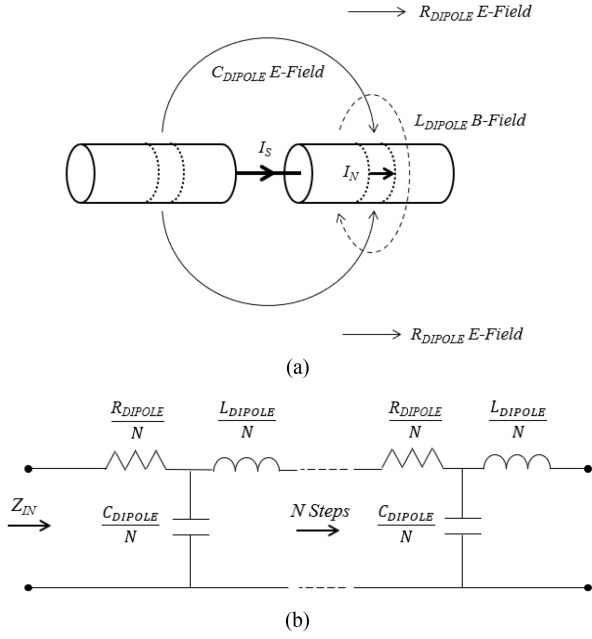 R_DIPOLE E-Field
C_DIPOLE E-Field
L_DIPOLE B-Field
I_S
I_N
R_DIPOLE E-Field
(a)
R_DIPOLE/N
L_DIPOLE/N
R_DIPOLE/N
L_DIPOLE/N
Z_IN
C_DIPOLE/N
N Steps
C_DIPOLE/N
(b)